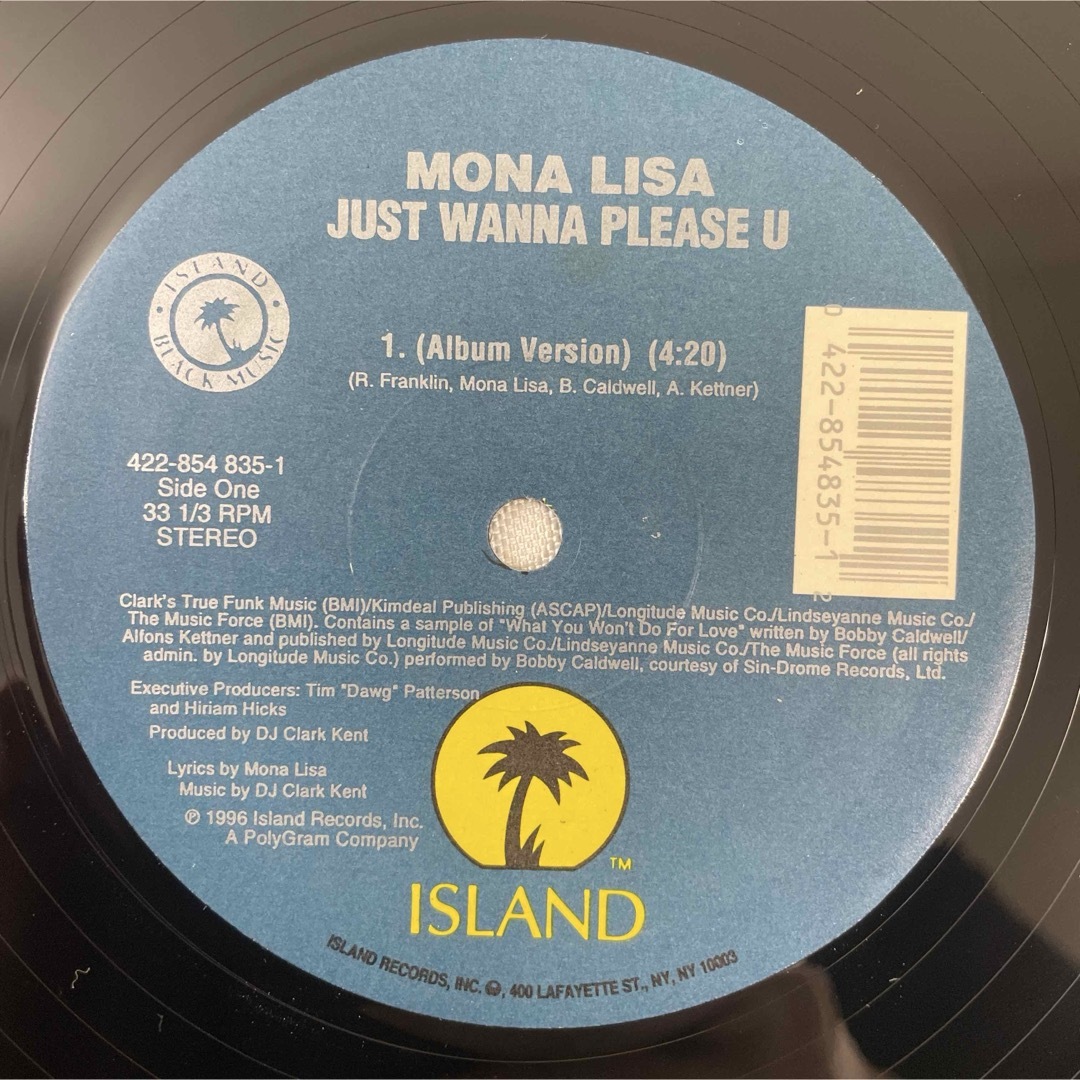 MONA LISA
JUST WANNA PLEASE U
• ISLAND •
BLACK MUSIC
1. (Album Version) (4:20)
(R. Franklin, Mona Lisa, B. Caldwell, A. Kettner)
422-854 835-1
Side One
33 1/3 RPM
STEREO
0 422-854835-1 2
Clark's True Funk Music (BMI)/Kimdeal Publishing (ASCAP)/Longitude Music Co./Lindseyanne Music Co./
The Music Force (BMI). Contains a sample of "What You Won't Do For Love" written by Bobby Caldwell/
Alfons Kettner and published by Longitude Music Co./Lindseyanne Music Co./The Music Force (all rights
admin. by Longitude Music Co.) performed by Bobby Caldwell, courtesy of Sin-Drome Records, Ltd.
Executive Producers: Tim "Dawg" Patterson
and Hiriam Hicks
Produced by DJ Clark Kent
Lyrics by Mona Lisa
Music by DJ Clark Kent
℗ 1996 Island Records, Inc.
A PolyGram Company
TM
ISLAND
ISLAND RECORDS, INC. , 400 LAFAYETTE ST., NY, NY 10003